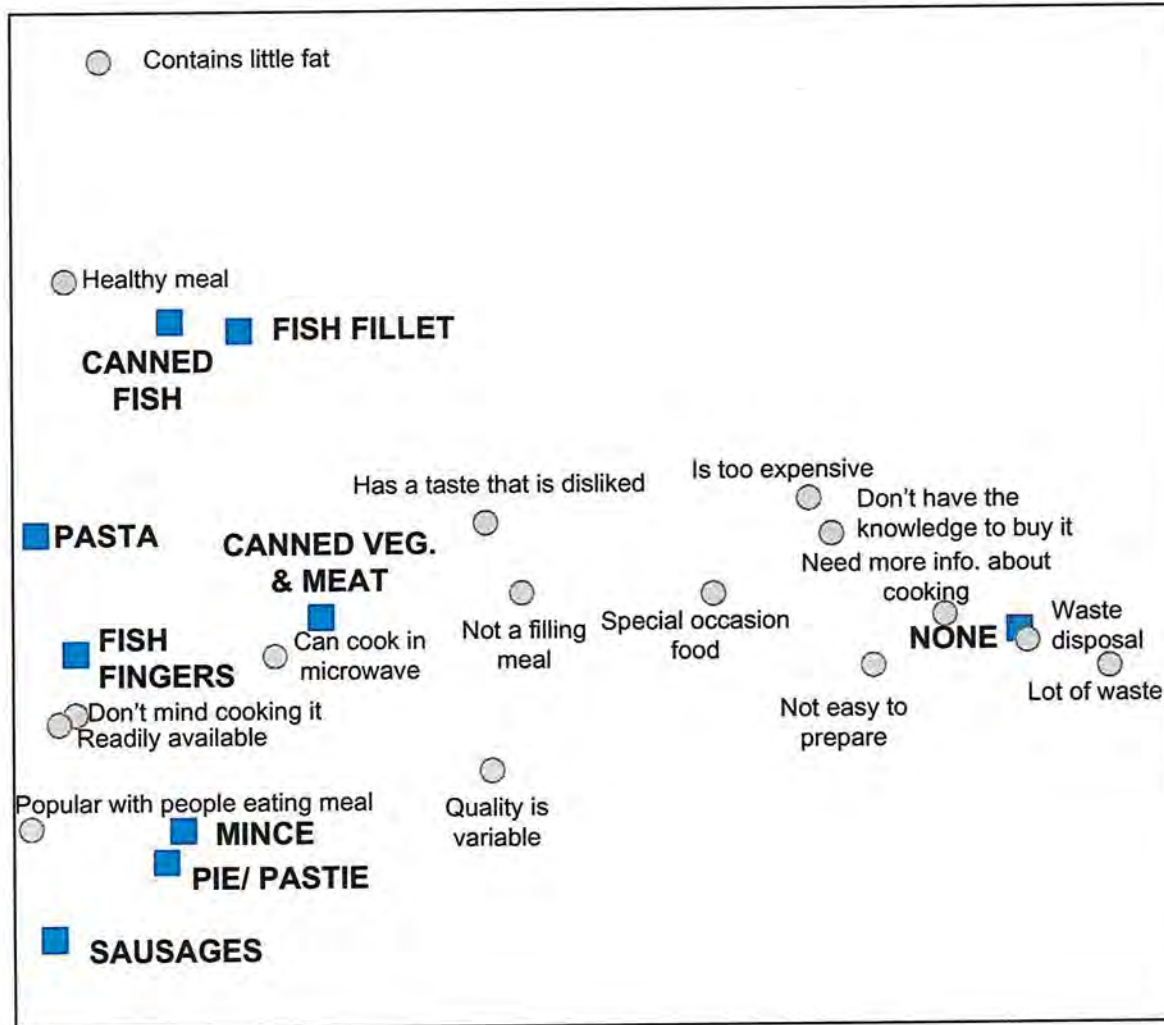 Contains little fat
Healthy meal
FISH FILLET
CANNED
FISH
Is too expensive
Has a taste that is disliked
Don't have the
knowledge to buy it
PASTA
CANNED VEG.
& MEAT
Need more info. about
cooking
Waste
disposal
NONE
Special occasion
food
Not a filling
meal
Can cook in
microwave
FISH
FINGERS
Lot of waste
Not easy to
prepare
Don't mind cooking it
Readily available
Popular with people eating meal
Quality is
variable
MINCE
PIE/ PASTIE
SAUSAGES